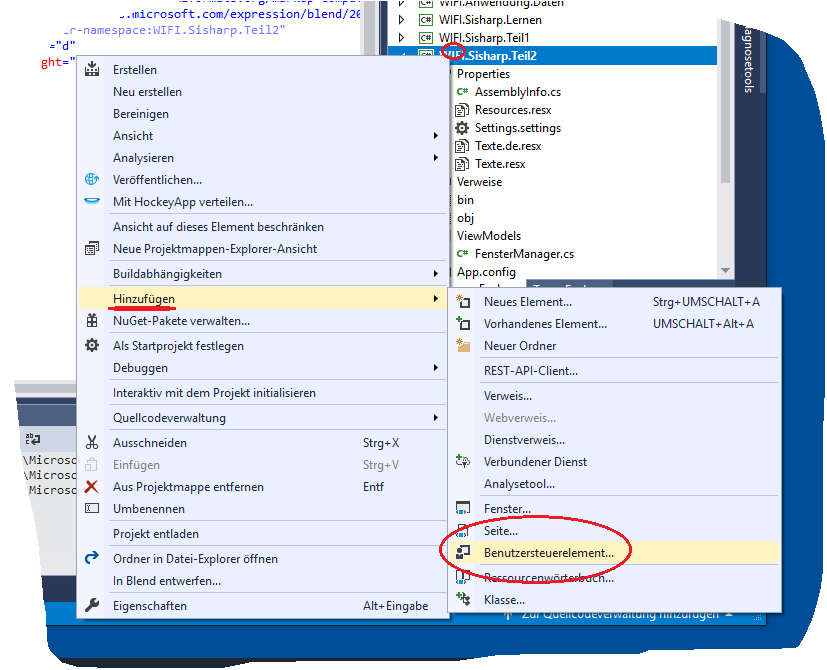 .microsoft.com/expression/blend/20
r-namespace:WIFI.Sisharp.Teil2"
="d"
ght="
WIFI.Anwendung.Daten
WIFI.Sisharp.Lernen
WIFI.Sisharp.Teil1
WIFI.Sisharp.Teil2
Properties
AssemblyInfo.cs
Resources.resx
Settings.settings
Texte.de.resx
Texte.resx
Verweise
bin
obj
ViewModels
FensterManager.cs
App.config
agnosetools
Erstellen
Neu erstellen
Bereinigen
Ansicht
Analysieren
Veröffentlichen...
Mit HockeyApp verteilen...
Ansicht auf dieses Element beschränken
Neue Projektmappen-Explorer-Ansicht
Buildabhängigkeiten
Hinzufügen
NuGet-Pakete verwalten...
Als Startprojekt festlegen
Debuggen
Interaktiv mit dem Projekt initialisieren
Quellcodeverwaltung
Ausschneiden Strg+X
Einfügen Strg+V
Aus Projektmappe entfernen Entf
Umbenennen
Projekt entladen
Ordner in Datei-Explorer öffnen
In Blend entwerfen...
Eigenschaften Alt+Eingabe
Neues Element... Strg+UMSCHALT+A
Vorhandenes Element... UMSCHALT+Alt+A
Neuer Ordner
REST-API-Client...
Verweis...
Webverweis...
Dienstverweis...
Verbundener Dienst
Analysetool...
Fenster...
Seite...
Benutzersteuerelement...
Ressourcenwörterbuch...
Klasse...
\Microso
\Microso
\Microso
Zur Quellcodeverwaltung hinzufügen